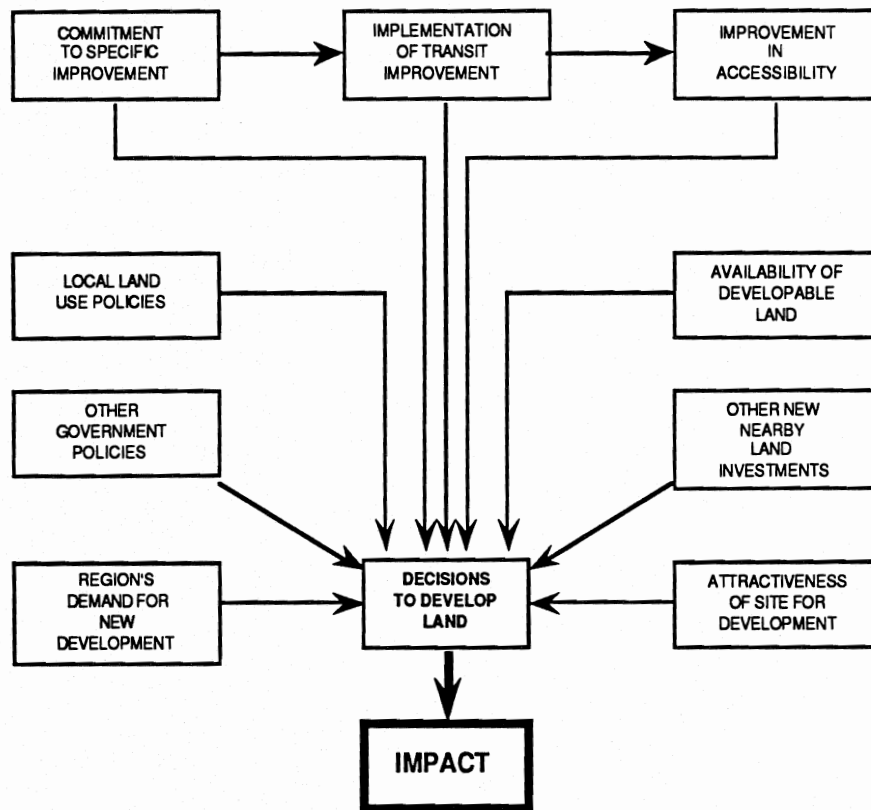 COMMITMENT
TO SPECIFIC
IMPROVEMENT
IMPLEMENTATION
OF TRANSIT
IMPROVEMENT
IMPROVEMENT
IN
ACCESSIBILITY
LOCAL LAND
USE POLICIES
AVAILABILITY OF
DEVELOPABLE
LAND
OTHER
GOVERNMENT
POLICIES
OTHER NEW
NEARBY
LAND
INVESTMENTS
REGION'S
DEMAND FOR
NEW
DEVELOPMENT
DECISIONS
TO DEVELOP
LAND
ATTRACTIVENESS
OF SITE FOR
DEVELOPMENT
IMPACT